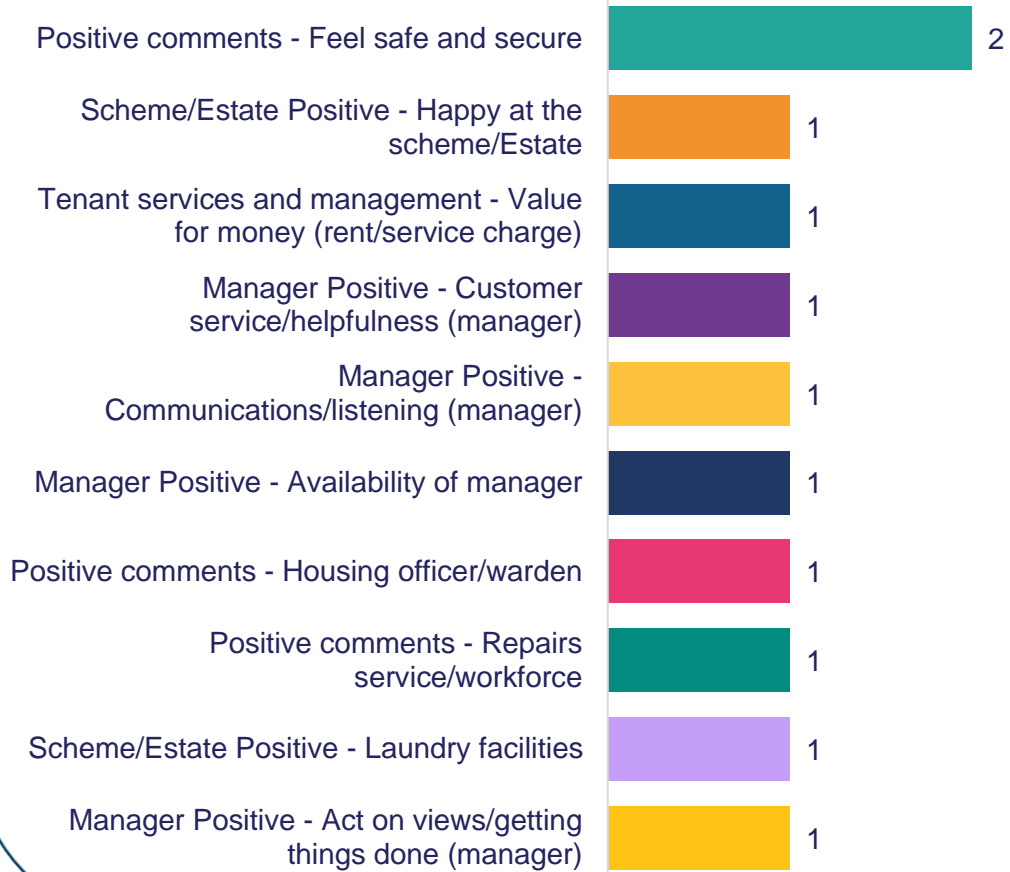 Positive comments - Feel safe and secure 2
Scheme/Estate Positive - Happy at the
scheme/Estate 1
Tenant services and management - Value
for money (rent/service charge) 1
Manager Positive - Customer
service/helpfulness (manager) 1
Manager Positive -
Communications/listening (manager) 1
Manager Positive - Availability of manager 1
Positive comments - Housing officer/warden 1
Positive comments - Repairs
service/workforce 1
Scheme/Estate Positive - Laundry facilities 1
Manager Positive - Act on views/getting
things done (manager) 1